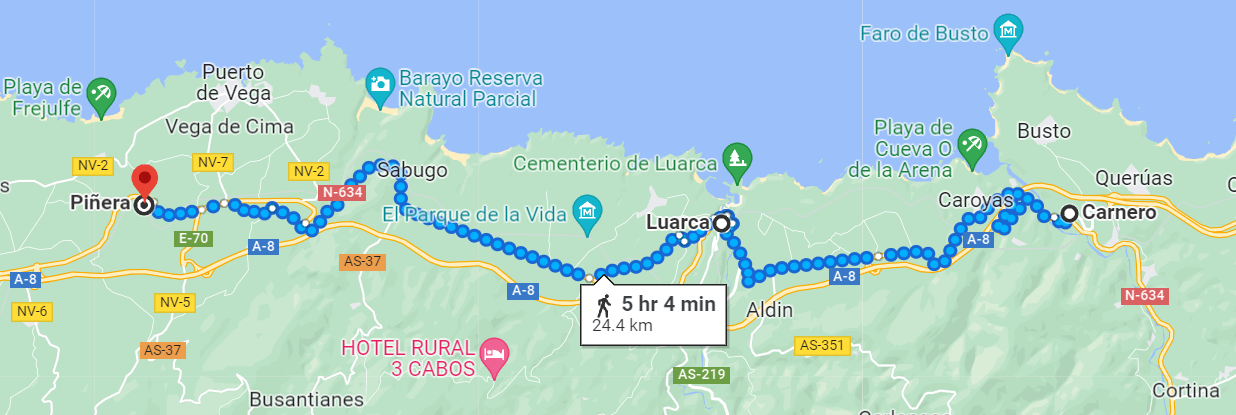 Faro de Busto
Puerto
de Vega
Playa de
Frejulfe
Barayo Reserva
Natural Parcial
Vega de Cima
Playa de
Cueva O
de la Arena
Busto
NV-2
NV-7
NV-2
Sabugo
Cementerio de Luarca
Querúas
s
Piñera
N-634
El Parque de la Vida
Luarca
Caroyas
Carnero
E-70
A-8
A-8
A-8
AS-37
A-8
A-8
NV-6
NV-5
5 hr 4 min
24.4 km
Aldin
N-634
AS-37
HOTEL RURAL
3 CABOS
AS-351
AS-219
Busantianes
Cortina